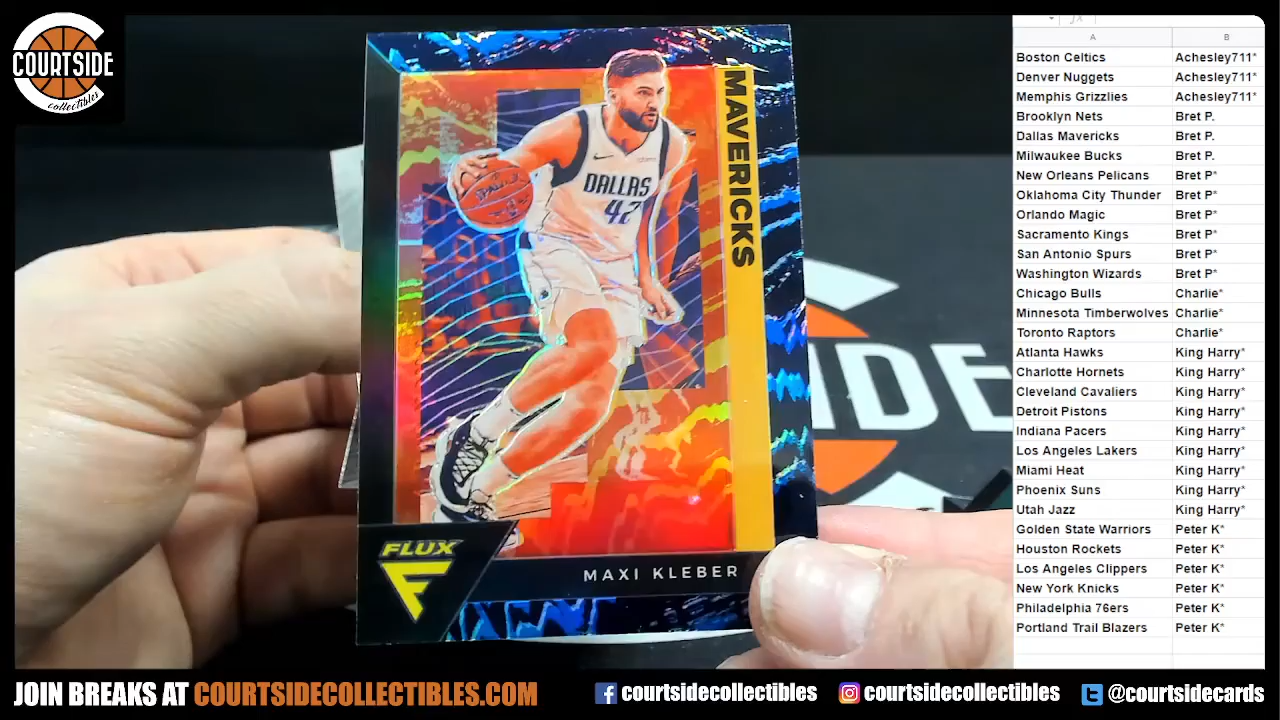 COURTSIDE
collectibles
MAVERICKS
DALLAS
42
FLUX
MAXI KLEBER
IDE
A B
Boston Celtics Achesley711*
Denver Nuggets Achesley711*
Memphis Grizzlies Achesley711*
Brooklyn Nets Bret P.
Dallas Mavericks Bret P.
Milwaukee Bucks Bret P.
New Orleans Pelicans Bret P*
Oklahoma City Thunder Bret P*
Orlando Magic Bret P*
Sacramento Kings Bret P*
San Antonio Spurs Bret P*
Washington Wizards Bret P*
Chicago Bulls Charlie*
Minnesota Timberwolves Charlie*
Toronto Raptors Charlie*
Atlanta Hawks King Harry*
Charlotte Hornets King Harry*
Cleveland Cavaliers King Harry*
Detroit Pistons King Harry*
Indiana Pacers King Harry*
Los Angeles Lakers King Harry*
Miami Heat King Harry*
Phoenix Suns King Harry*
Utah Jazz King Harry*
Golden State Warriors Peter K*
Houston Rockets Peter K*
Los Angeles Clippers Peter K*
New York Knicks Peter K*
Philadelphia 76ers Peter K*
Portland Trail Blazers Peter K*
JOIN BREAKS AT COURTSIDECOLLECTIBLES.COM
courtsidecollectibles
courtsidecollectibles
@courtsidecards